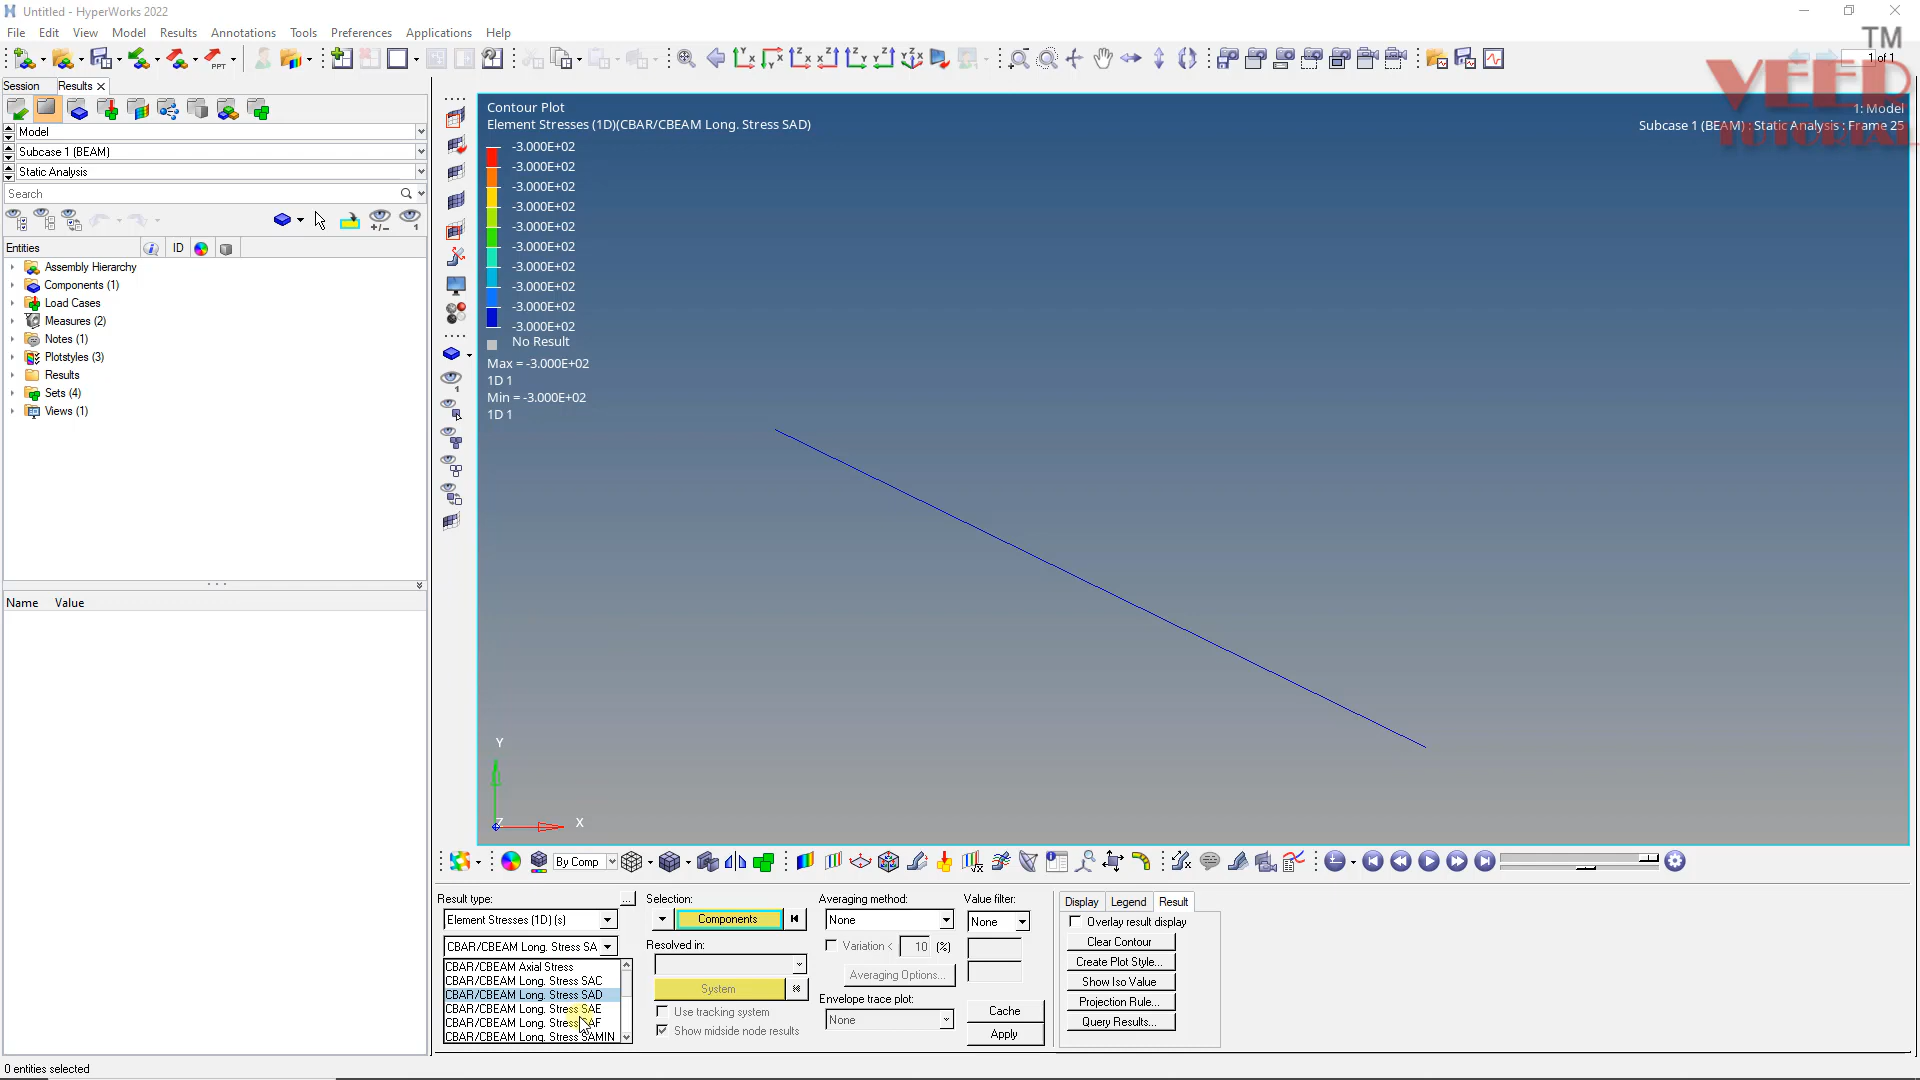 Untitled - HyperWorks 2022
File Edit View Model Results Annotations Tools Preferences Applications Help
TM
1 of 1
VEER
TUTORIAL
Session Results
Model
Subcase 1 (BEAM)
Static Analysis
Search
Entities ID
Assembly Hierarchy
Components (1)
Load Cases
Measures (2)
Notes (1)
Plotstyles (3)
Results
Sets (4)
Views (1)
Name Value
0 entities selected
Contour Plot
Element Stresses (1D)(CBAR/CBEAM Long. Stress SAD)
1: Model
Subcase 1 (BEAM) : Static Analysis : Frame 25
-3.000E+02
-3.000E+02
-3.000E+02
-3.000E+02
-3.000E+02
-3.000E+02
-3.000E+02
-3.000E+02
-3.000E+02
-3.000E+02
No Result
Max = -3.000E+02
1D 1
Min = -3.000E+02
1D 1
Y
Z X
By Comp
Result type:
Element Stresses (1D) (s)
CBAR/CBEAM Long. Stress SA
CBAR/CBEAM Axial Stress
CBAR/CBEAM Long. Stress SAC
CBAR/CBEAM Long. Stress SAD
CBAR/CBEAM Long. Stress SAE
CBAR/CBEAM Long. Stress SAF
CBAR/CBEAM Long. Stress SAMIN
Selection:
Components
Resolved in:
System
Use tracking system
Show midside node results
Averaging method:
None
Variation < 10 (%)
Averaging Options...
Envelope trace plot:
None
Value filter:
None
Cache
Apply
Display Legend Result
Overlay result display
Clear Contour
Create Plot Style...
Show Iso Value
Projection Rule...
Query Results...